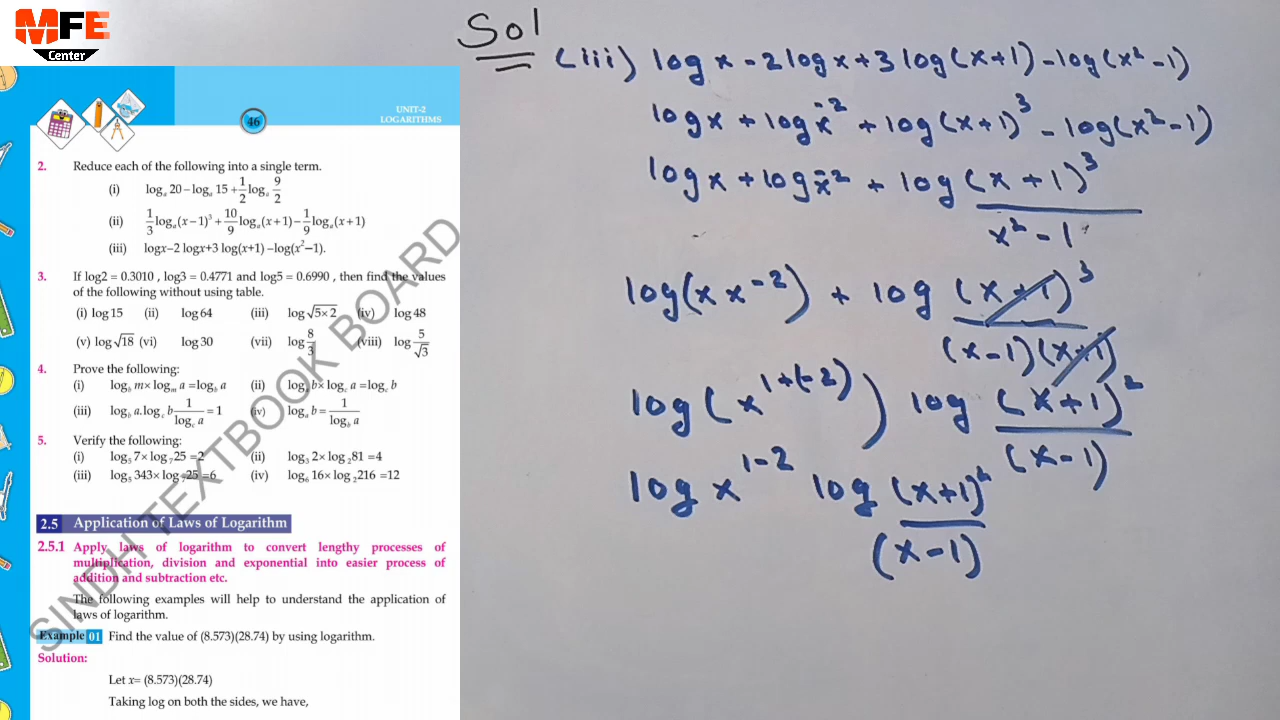 MFE
Center
46
UNIT-2
LOGARITHMS
2. Reduce each of the following into a single term.
(i) logₐ 20 − logₐ 15 + 1/2 logₐ 9/2
(ii) 1/3 logₐ(x−1)³ + 10/9 logₐ(x+1) − 1/9 logₐ(x+1)
(iii) logx−2 logx+3 log(x+1) −log(x²−1).
3. If log2 = 0.3010 , log3 = 0.4771 and log5 = 0.6990 , then find the values
of the following without using table.
(i) log 15 (ii) log 64 (iii) log √5×2 (iv) log 48
(v) log √18 (vi) log 30 (vii) log 8/3 (viii) log 5/√3
4. Prove the following:
(i) log_b m× log_m a =log_b a (ii) log_a b× log_c a =log_c b
(iii) log_b a.log_c b 1/log_c a = 1 (iv) log_a b = 1/log_b a
5. Verify the following:
(i) log₅ 7× log₇ 25 =2 (ii) log₃ 2× log₂ 81 =4
(iii) log₅ 343× log₇ 25 =6 (iv) log₆ 16× log₂ 216 =12
2.5 Application of Laws of Logarithm
2.5.1 Apply laws of logarithm to convert lengthy processes of
multiplication, division and exponential into easier process of
addition and subtraction etc.
The following examples will help to understand the application of
laws of logarithm.
Example 01 Find the value of (8.573)(28.74) by using logarithm.
Solution:
Let x= (8.573)(28.74)
Taking log on both the sides, we have,
SINDH TEXTBOOK BOARD
Sol
(iii) log x - 2 log x + 3 log (x+1) - log (x² - 1)
log x + log x⁻² + log (x+1)³ - log (x² - 1)
log x + log x⁻² + log (x+1)³ / x² - 1
log (x x⁻²) + log (x+1)³ / (x-1)(x+1)
log (x¹⁺⁽⁻²⁾) log (x+1)² / (x-1)
log x¹⁻² log (x+1)² / (x-1)